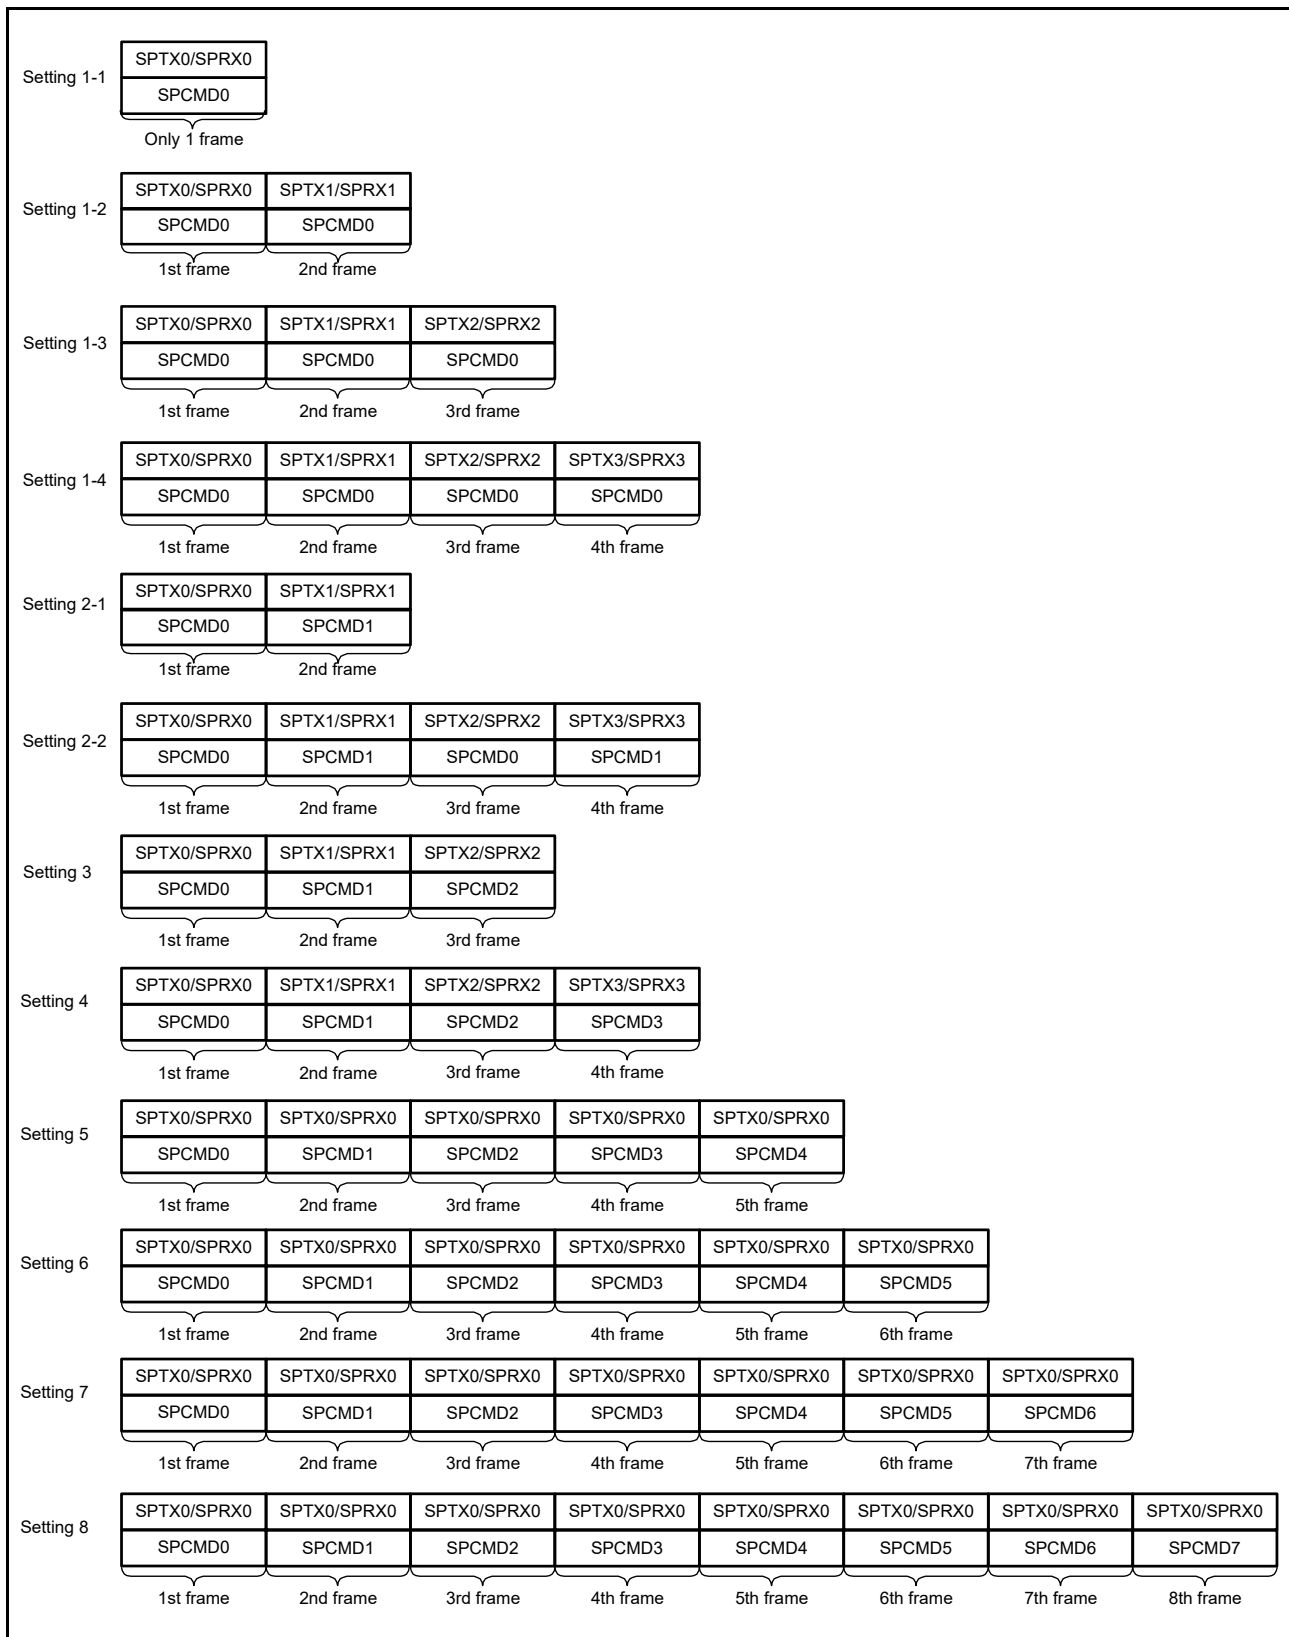 SPTX0/SPRX0
Setting 1-1
SPCMD0
Only 1 frame
SPTX0/SPRX0 SPTX1/SPRX1
Setting 1-2
SPCMD0 SPCMD0
1st frame 2nd frame
SPTX0/SPRX0 SPTX1/SPRX1 SPTX2/SPRX2
Setting 1-3
SPCMD0 SPCMD0 SPCMD0
1st frame 2nd frame 3rd frame
SPTX0/SPRX0 SPTX1/SPRX1 SPTX2/SPRX2 SPTX3/SPRX3
Setting 1-4
SPCMD0 SPCMD0 SPCMD0 SPCMD0
1st frame 2nd frame 3rd frame 4th frame
SPTX0/SPRX0 SPTX1/SPRX1
Setting 2-1
SPCMD0 SPCMD1
1st frame 2nd frame
SPTX0/SPRX0 SPTX1/SPRX1 SPTX2/SPRX2 SPTX3/SPRX3
Setting 2-2
SPCMD0 SPCMD1 SPCMD0 SPCMD1
1st frame 2nd frame 3rd frame 4th frame
SPTX0/SPRX0 SPTX1/SPRX1 SPTX2/SPRX2
Setting 3
SPCMD0 SPCMD1 SPCMD2
1st frame 2nd frame 3rd frame
SPTX0/SPRX0 SPTX1/SPRX1 SPTX2/SPRX2 SPTX3/SPRX3
Setting 4
SPCMD0 SPCMD1 SPCMD2 SPCMD3
1st frame 2nd frame 3rd frame 4th frame
SPTX0/SPRX0 SPTX0/SPRX0 SPTX0/SPRX0 SPTX0/SPRX0 SPTX0/SPRX0
Setting 5
SPCMD0 SPCMD1 SPCMD2 SPCMD3 SPCMD4
1st frame 2nd frame 3rd frame 4th frame 5th frame
SPTX0/SPRX0 SPTX0/SPRX0 SPTX0/SPRX0 SPTX0/SPRX0 SPTX0/SPRX0 SPTX0/SPRX0
Setting 6
SPCMD0 SPCMD1 SPCMD2 SPCMD3 SPCMD4 SPCMD5
1st frame 2nd frame 3rd frame 4th frame 5th frame 6th frame
SPTX0/SPRX0 SPTX0/SPRX0 SPTX0/SPRX0 SPTX0/SPRX0 SPTX0/SPRX0 SPTX0/SPRX0 SPTX0/SPRX0
Setting 7
SPCMD0 SPCMD1 SPCMD2 SPCMD3 SPCMD4 SPCMD5 SPCMD6
1st frame 2nd frame 3rd frame 4th frame 5th frame 6th frame 7th frame
SPTX0/SPRX0 SPTX0/SPRX0 SPTX0/SPRX0 SPTX0/SPRX0 SPTX0/SPRX0 SPTX0/SPRX0 SPTX0/SPRX0 SPTX0/SPRX0
Setting 8
SPCMD0 SPCMD1 SPCMD2 SPCMD3 SPCMD4 SPCMD5 SPCMD6 SPCMD7
1st frame 2nd frame 3rd frame 4th frame 5th frame 6th frame 7th frame 8th frame